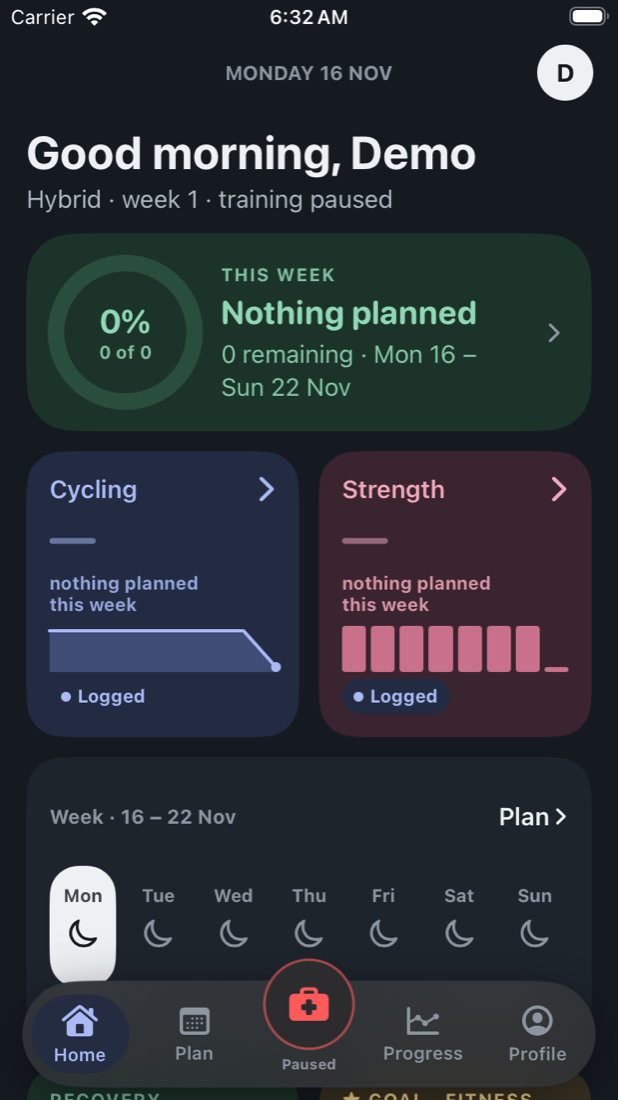 Carrier 6:32 AM
MONDAY 16 NOV
D
Good morning, Demo
Hybrid · week 1 · training paused
THIS WEEK
0%
0 of 0
Nothing planned
0 remaining · Mon 16 –
Sun 22 Nov
Cycling
nothing planned
this week
Logged
Strength
nothing planned
this week
Logged
Week · 16 – 22 Nov
Plan
Mon Tue Wed Thu Fri Sat Sun
Home Plan Paused Progress Profile
RECOVERY
GOAL · FITNESS